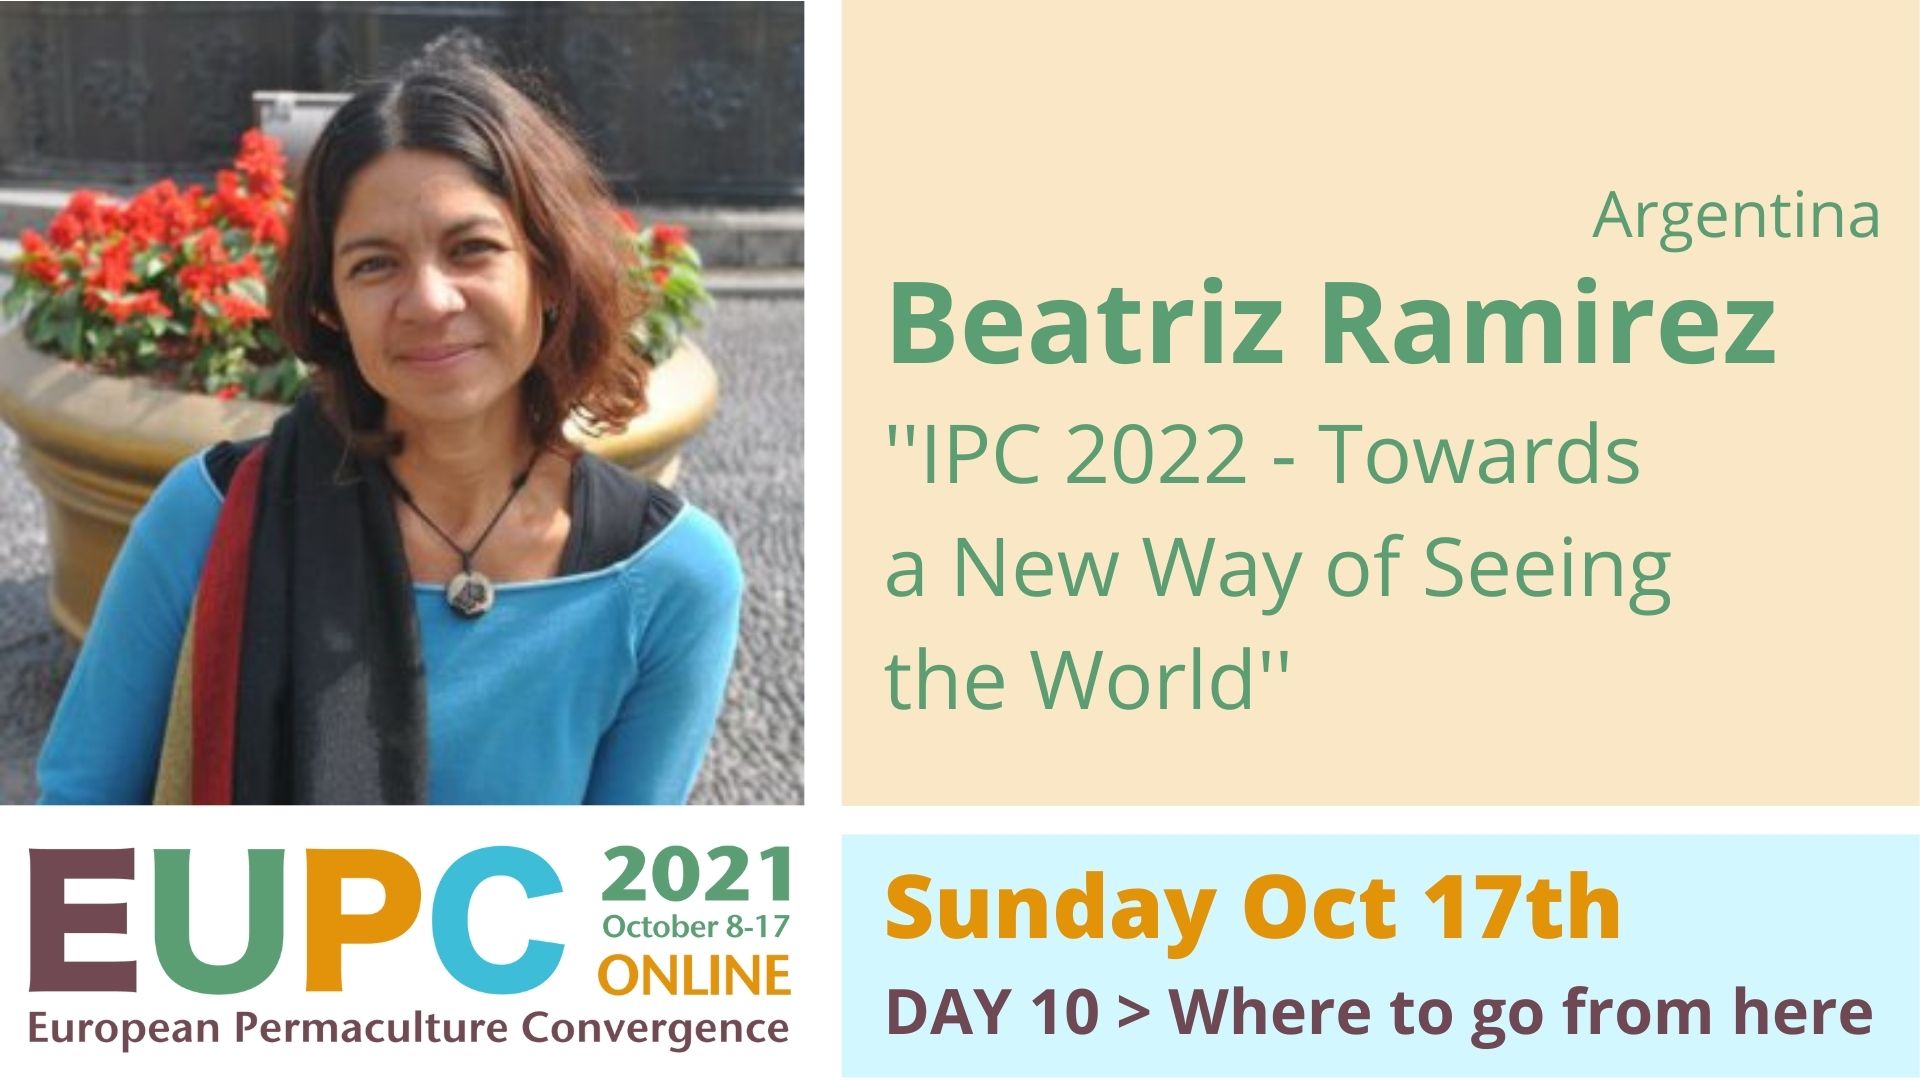 Argentina
Beatriz Ramirez
''IPC 2022 - Towards
a New Way of Seeing
the World''
EUPC
2021
October 8-17
ONLINE
European Permaculture Convergence
Sunday Oct 17th
DAY 10 > Where to go from here